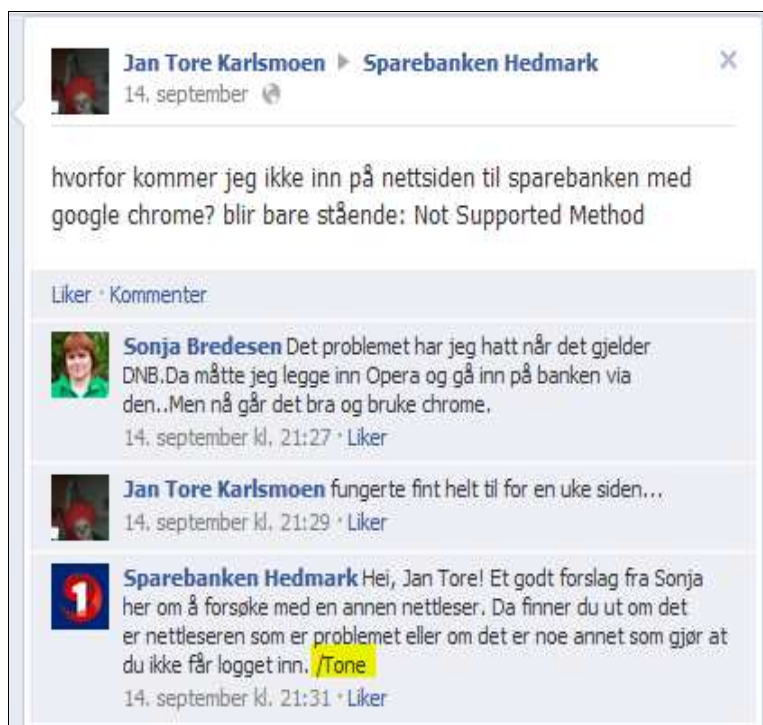 Jan Tore Karlsmoen ▶ Sparebanken Hedmark
14. september
hvorfor kommer jeg ikke inn på nettsiden til sparebanken med
google chrome? blir bare stående: Not Supported Method
Liker · Kommenter
Sonja Bredesen Det problemet har jeg hatt når det gjelder
DNB.Da måtte jeg legge inn Opera og gå inn på banken via
den..Men nå går det bra og bruke chrome.
14. september kl. 21:27 · Liker
Jan Tore Karlsmoen fungerte fint helt til for en uke siden...
14. september kl. 21:29 · Liker
1
Sparebanken Hedmark Hei, Jan Tore! Et godt forslag fra Sonja
her om å forsøke med en annen nettleser. Da finner du ut om det
er nettleseren som er problemet eller om det er noe annet som gjør at
du ikke får logget inn. /Tone
14. september kl. 21:31 · Liker